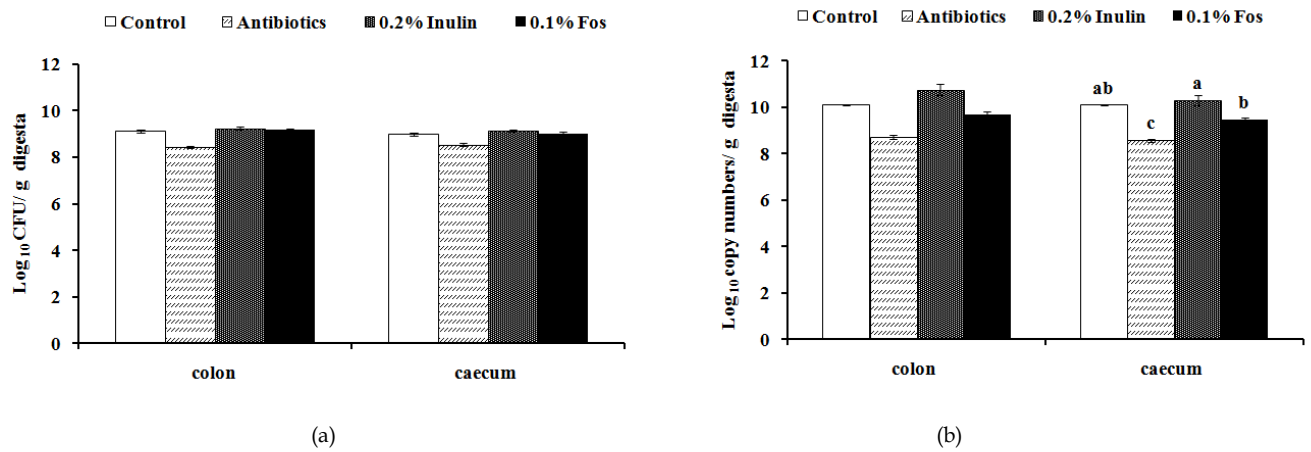 Control Antibiotics 0.2% Inulin 0.1% Fos
Log10 CFU/ g digesta
12
10
8
6
4
2
0
colon caecum
(a)
Control Antibiotics 0.2% Inulin 0.1% Fos
Log10 copy numbers/ g digesta
12
10
8
6
4
2
0
ab a
c b
colon caecum
(b)